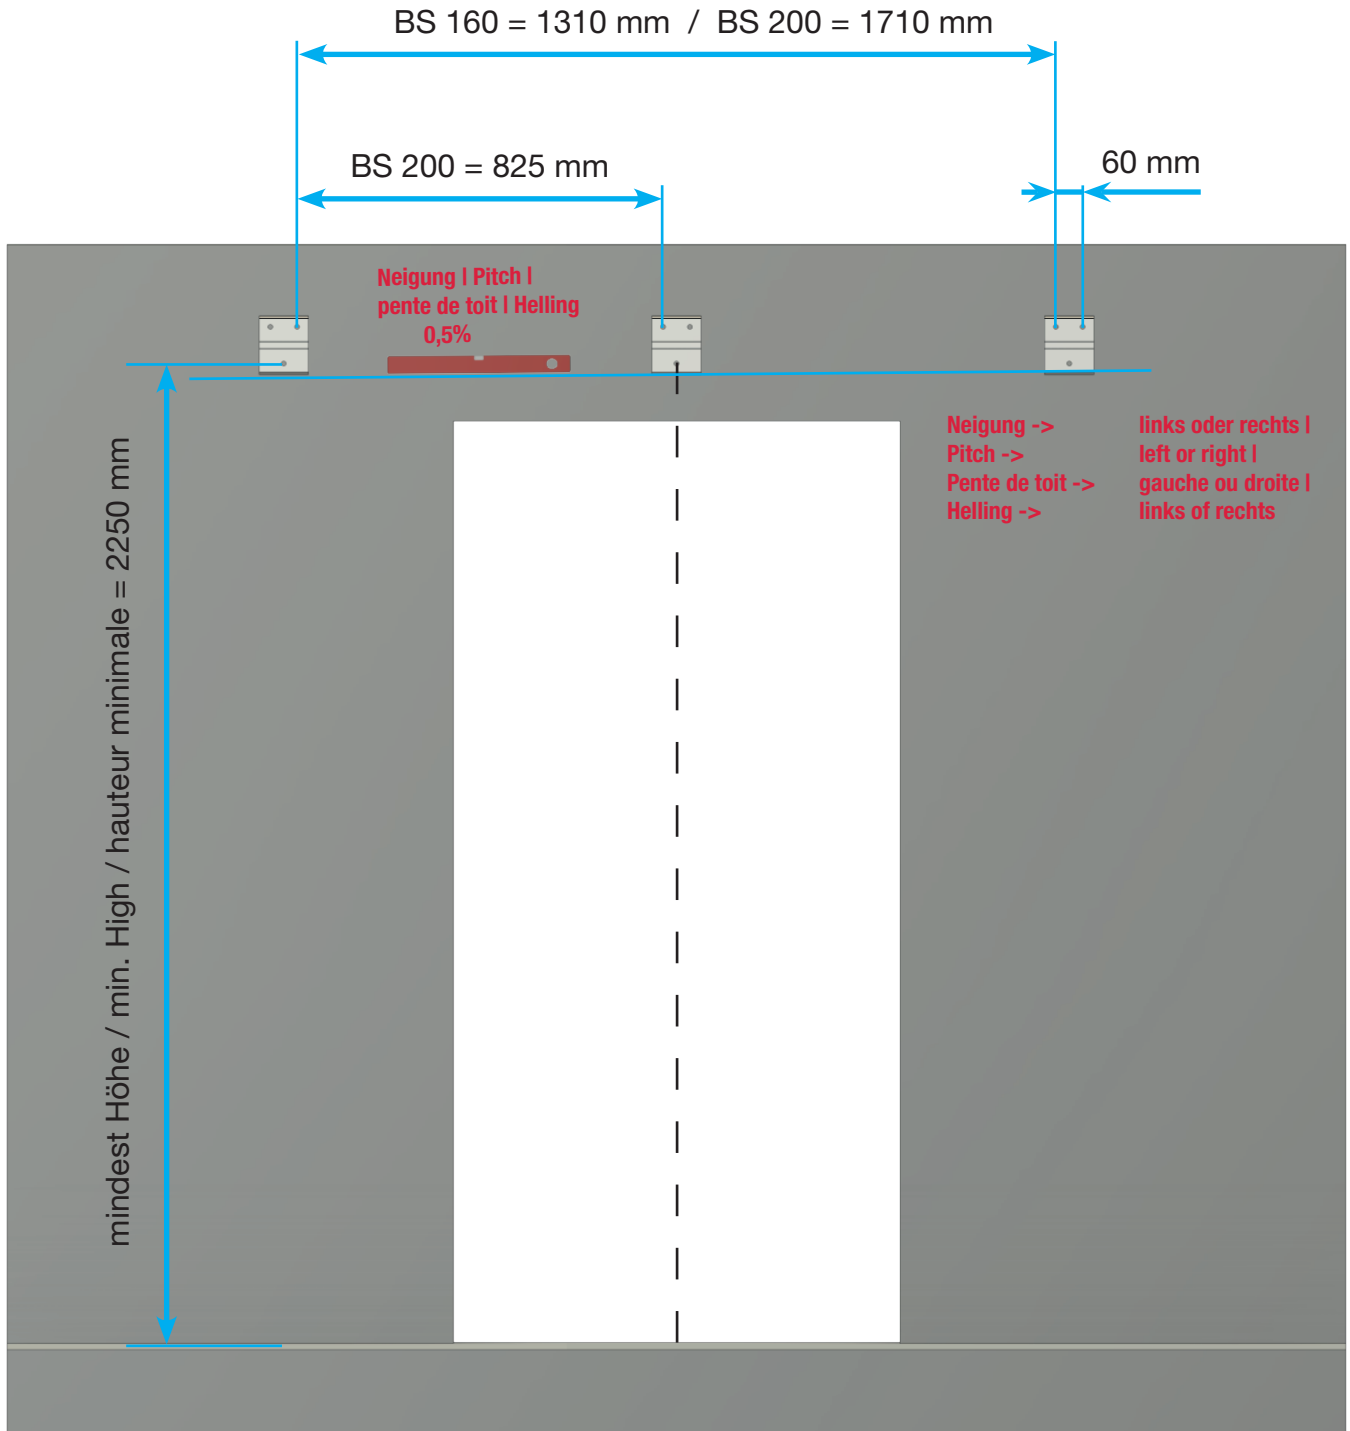 BS 160 = 1310 mm / BS 200 = 1710 mm
BS 200 = 825 mm
60 mm
Neigung | Pitch |
pente de toit | Helling
0,5%
Neigung -> links oder rechts |
Pitch -> left or right |
Pente de toit -> gauche ou droite |
Helling -> links of rechts
mindest Höhe / min. High / hauteur minimale = 2250 mm